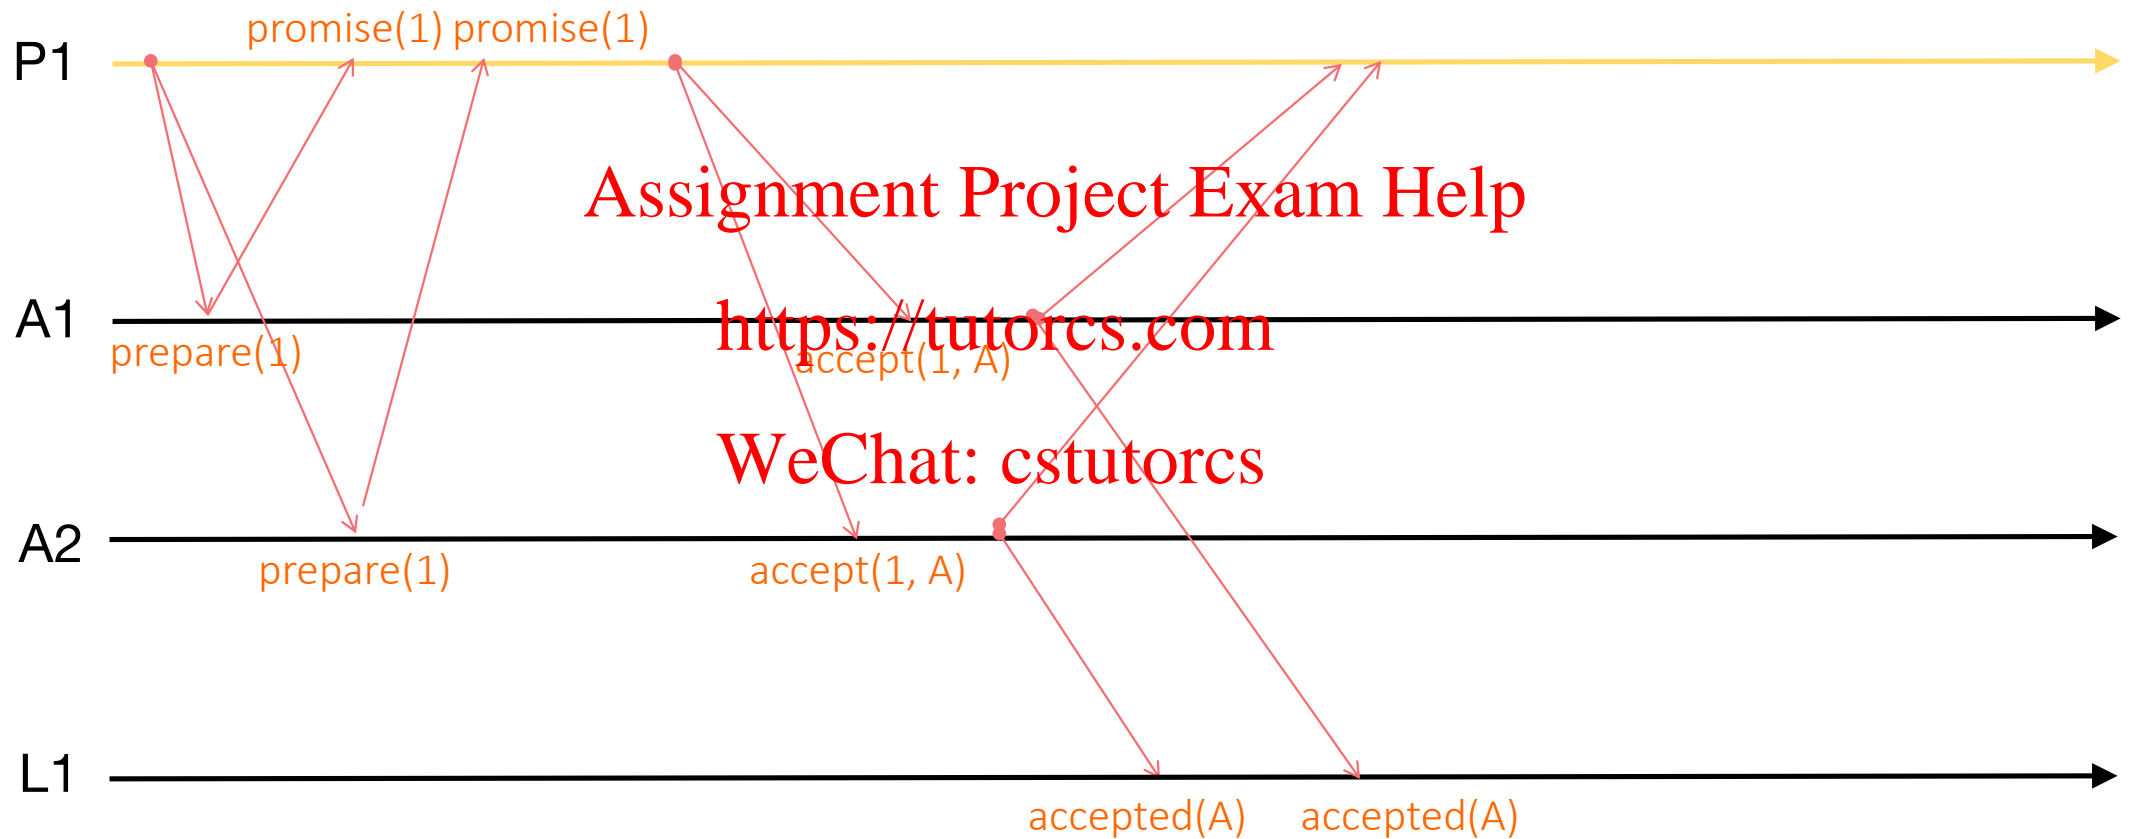 promise(1) promise(1)
P1
Assignment Project Exam Help
A1
https://tutorcs.com
prepare(1)
accept(1, A)
WeChat: cstutorcs
A2
prepare(1)
accept(1, A)
L1
accepted(A)
accepted(A)